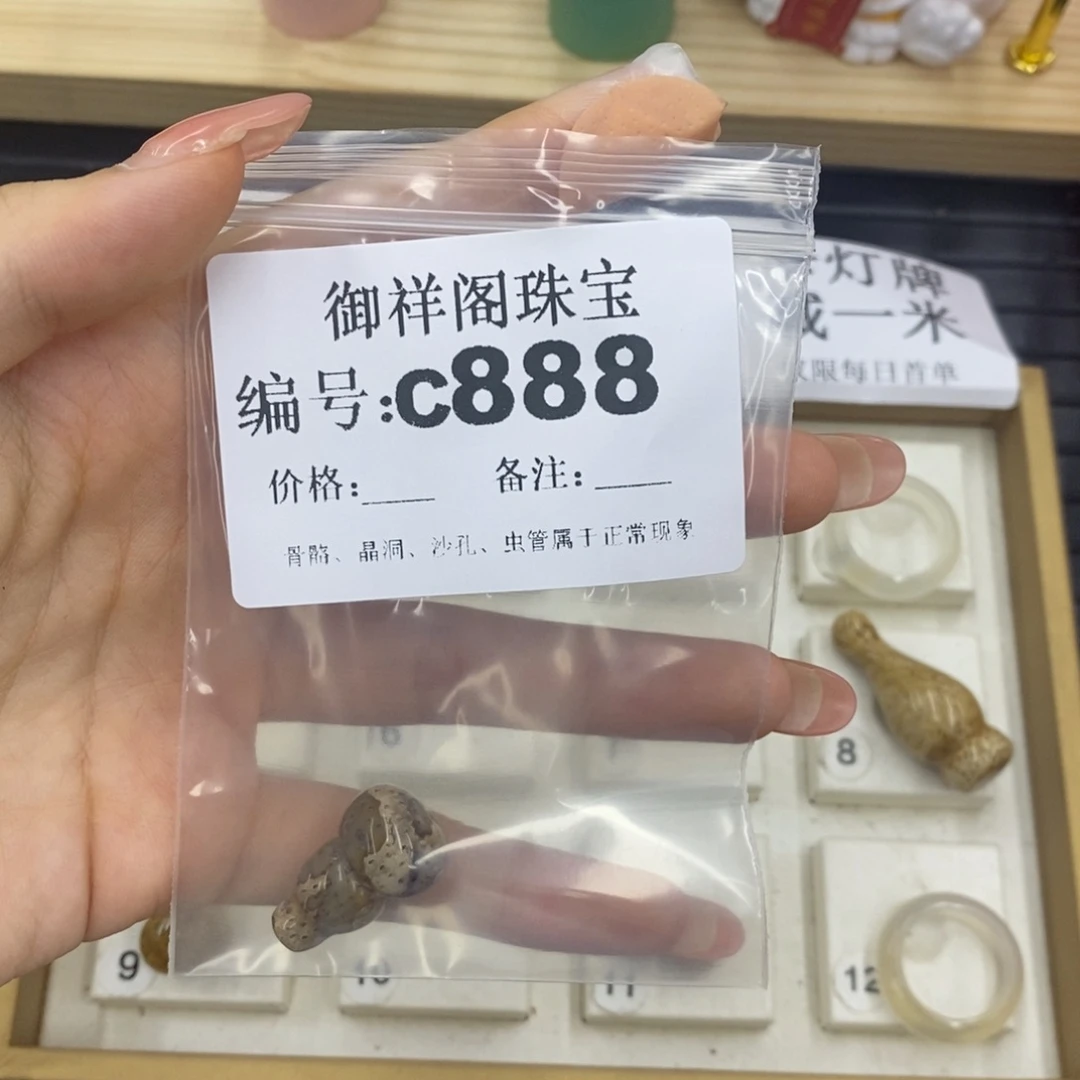 御祥阁珠宝
编号:c888
价格:____ 备注:____
骨骼、晶洞、沙孔、虫管属于正常现象
灯牌
一米
限每日首单
8
9
10
11
12